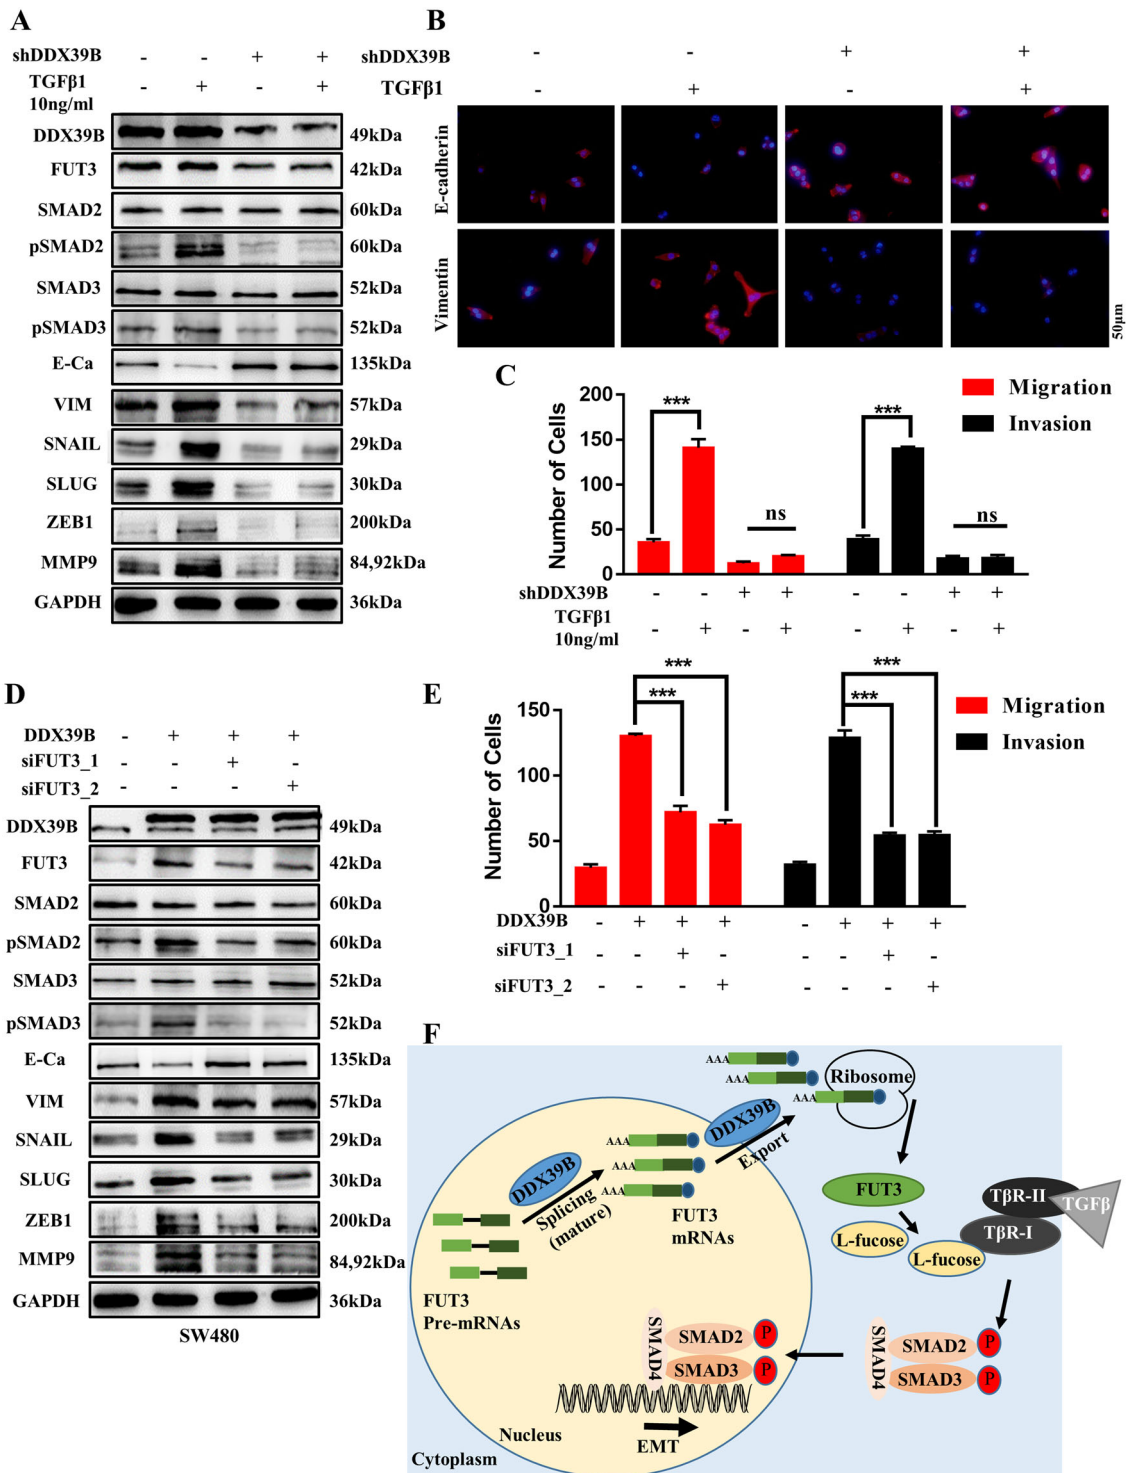 A
shDDX39B - - + +
TGFβ1 - + - +
10ng/ml
DDX39B 49kDa
FUT3 42kDa
SMAD2 60kDa
pSMAD2 60kDa
SMAD3 52kDa
pSMAD3 52kDa
E-Ca 135kDa
VIM 57kDa
SNAIL 29kDa
SLUG 30kDa
ZEB1 200kDa
MMP9 84,92kDa
GAPDH 36kDa
B
shDDX39B - - + +
TGFβ1 - + - +
E-cadherin
Vimentin
50μm
C
Number of Cells
200
150
100
50
0
*** ns *** ns
Migration
Invasion
shDDX39B - - + + - - + +
TGFβ1 - + - + - + - +
10ng/ml
D
DDX39B - + + +
siFUT3_1 - - + -
siFUT3_2 - - - +
DDX39B 49kDa
FUT3 42kDa
SMAD2 60kDa
pSMAD2 60kDa
SMAD3 52kDa
pSMAD3 52kDa
E-Ca 135kDa
VIM 57kDa
SNAIL 29kDa
SLUG 30kDa
ZEB1 200kDa
MMP9 84,92kDa
GAPDH 36kDa
SW480
E
Number of Cells
150
100
50
0
*** ***
*** ***
Migration
Invasion
DDX39B - + + + - + + +
siFUT3_1 - - + - - - + -
siFUT3_2 - - - + - - - +
F
AAA
AAA
AAA
Ribosome
DDX39B
Export
AAA
AAA
AAA
DDX39B
Splicing
(mature)
FUT3
mRNAs
FUT3
Pre-mRNAs
FUT3
L-fucose
L-fucose
TβR-II
TGFβ
TβR-I
SMAD4
SMAD2 P
SMAD3 P
SMAD4
SMAD2 P
SMAD3 P
EMT
Nucleus
Cytoplasm